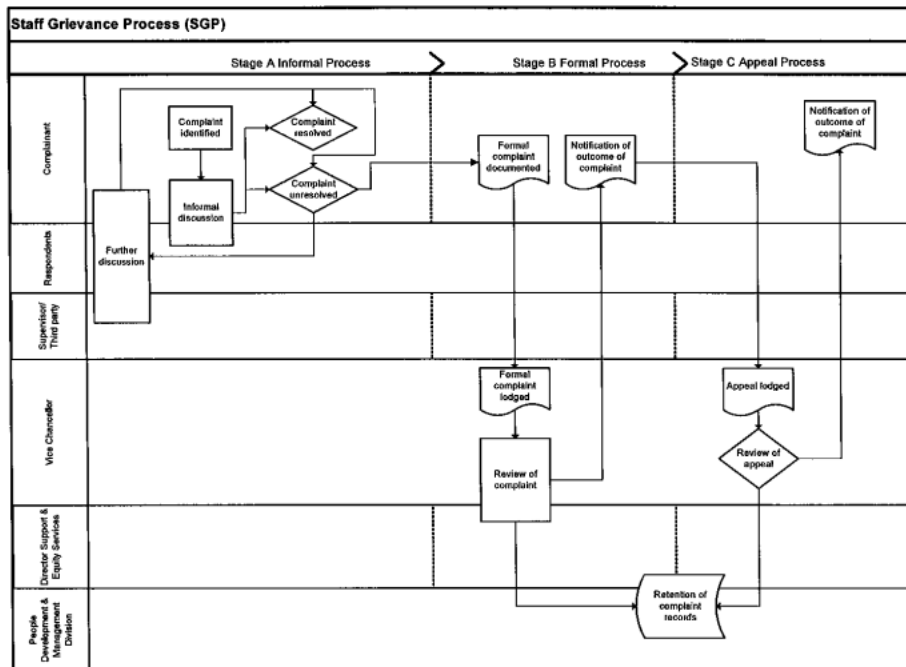 Staff Grievance Process (SGP)
Stage A Informal Process
Stage B Formal Process
Stage C Appeal Process
Complainant
Complaint
identified
Complaint
resolved
Complaint
unresolved
Informal
discussion
Formal
complaint
documented
Notification of
outcome of
complaint
Notification of
outcome of
complaint
Respondents
Further
discussion
Supervisor/
Third party
Vice Chancellor
Formal
complaint
lodged
Appeal lodged
Review of
complaint
Review of
appeal
Director Support &
Equity Services
People
Development &
Management
Division
Retention of
complaint
records